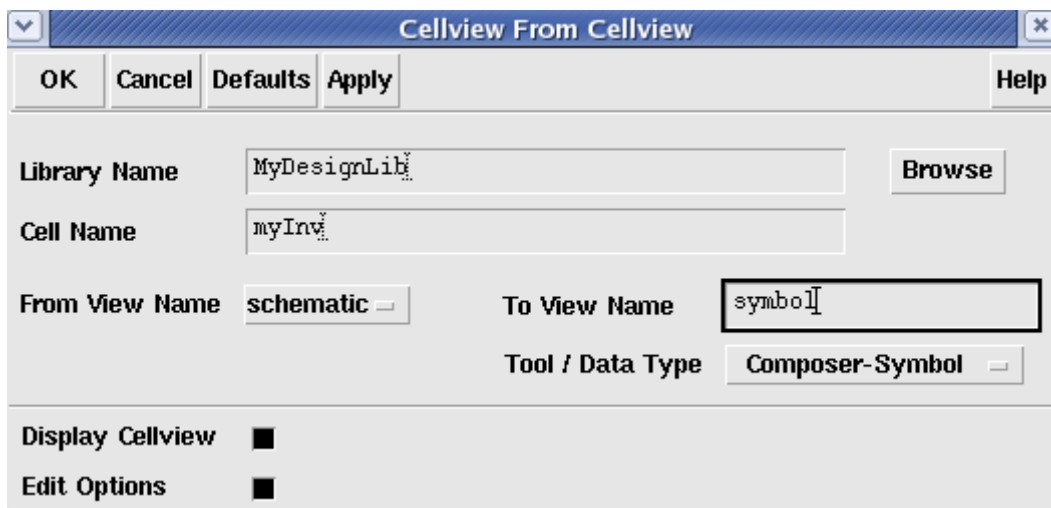 Cellview From Cellview
OK Cancel Defaults Apply Help
Library Name MyDesignLib Browse
Cell Name myInv
From View Name schematic To View Name symbol
Tool / Data Type Composer-Symbol
Display Cellview
Edit Options